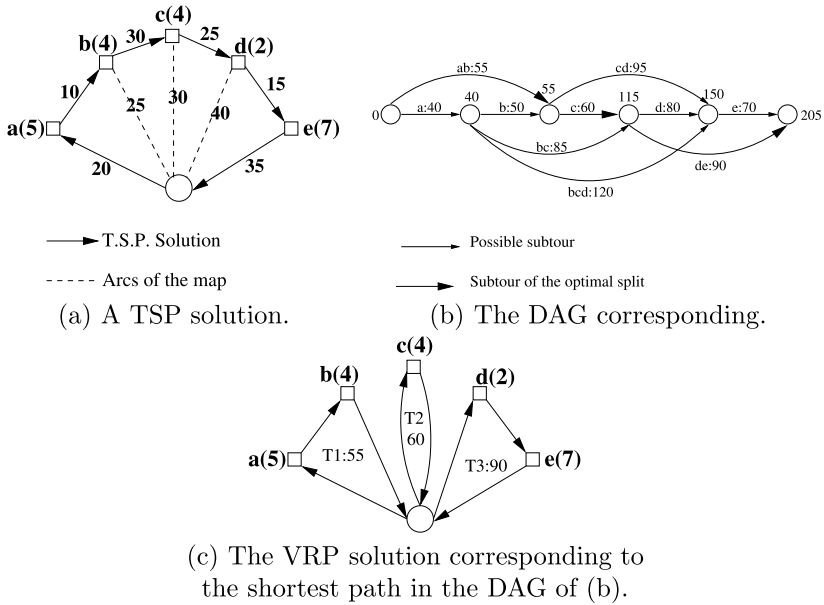 c(4)
30
25
b(4)
d(2)
10
25
30
40
15
a(5)
e(7)
20
35
T.S.P. Solution
Arcs of the map
(a) A TSP solution.
ab:55
cd:95
55
150
0
a:40
40
b:50
c:60
115
d:80
e:70
205
bc:85
de:90
bcd:120
Possible subtour
Subtour of the optimal split
(b) The DAG corresponding.
c(4)
b(4)
d(2)
T2
60
a(5)
T1:55
T3:90
e(7)
(c) The VRP solution corresponding to
the shortest path in the DAG of (b).